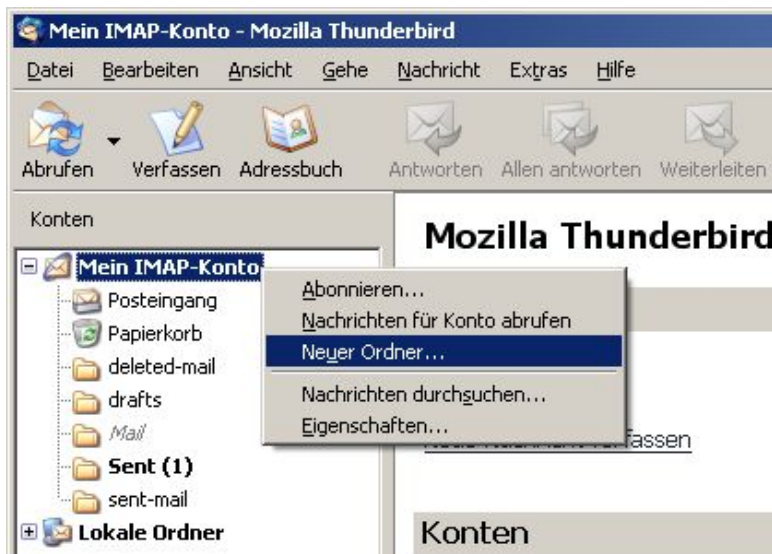 Mein IMAP-Konto - Mozilla Thunderbird
Datei Bearbeiten Ansicht Gehe Nachricht Extras Hilfe
Abrufen Verfassen Adressbuch Antworten Allen antworten Weiterleiten
Konten
Mozilla Thunderbird
Mein IMAP-Konto
Posteingang
Papierkorb
deleted-mail
drafts
Mail
Sent (1)
sent-mail
Lokale Ordner
Abonnieren...
Nachrichten für Konto abrufen
Neuer Ordner...
Nachrichten durchsuchen...
Eigenschaften...
Konten